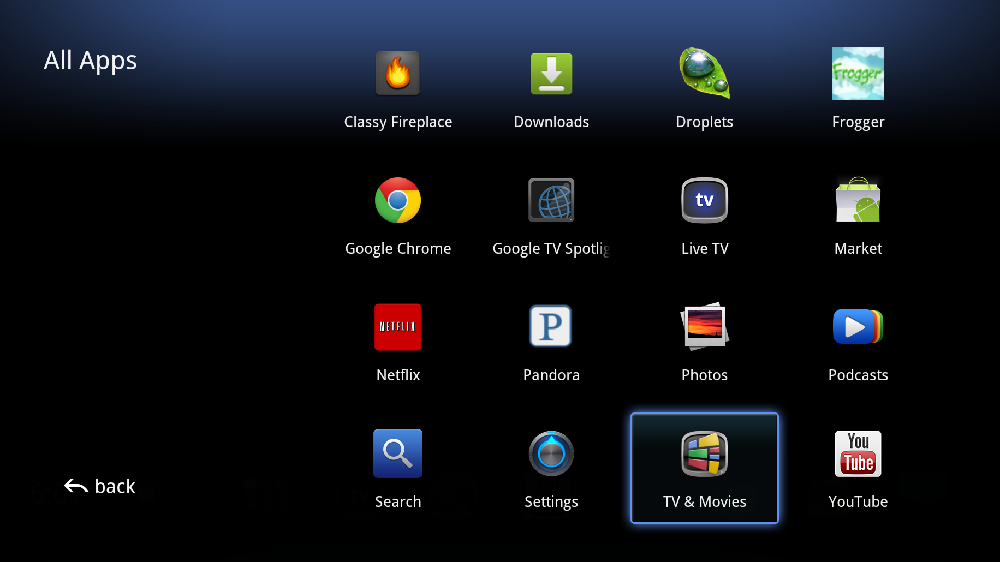 All Apps
Classy Fireplace
Downloads
Droplets
Frogger
Frogger
Google Chrome
Google TV Spotlig
tv
Live TV
Market
NETFLIX
Netflix
P
Pandora
Photos
Podcasts
Search
Settings
TV & Movies
You
Tube
YouTube
back